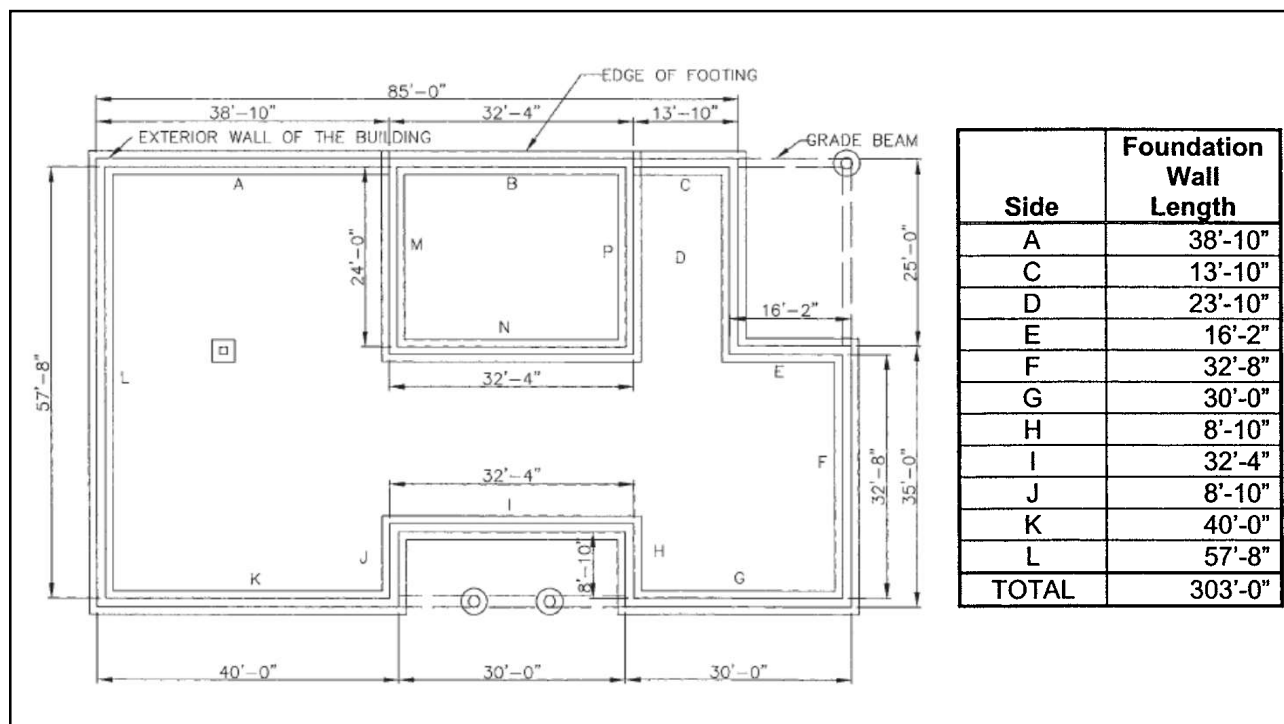 EDGE OF FOOTING
85'-0"
38'-10" 32'-4" 13'-10"
EXTERIOR WALL OF THE BUILDING
GRADE BEAM
A B C
M P D
24'-0"
25'-0"
16'-2"
N
L
57'-8"
32'-4"
E
F
32'-8"
35'-0"
32'-4"
I
J
8'-10"
H
K G
40'-0" 30'-0" 30'-0"
Side Foundation Wall Length
A 38'-10"
C 13'-10"
D 23'-10"
E 16'-2"
F 32'-8"
G 30'-0"
H 8'-10"
I 32'-4"
J 8'-10"
K 40'-0"
L 57'-8"
TOTAL 303'-0"